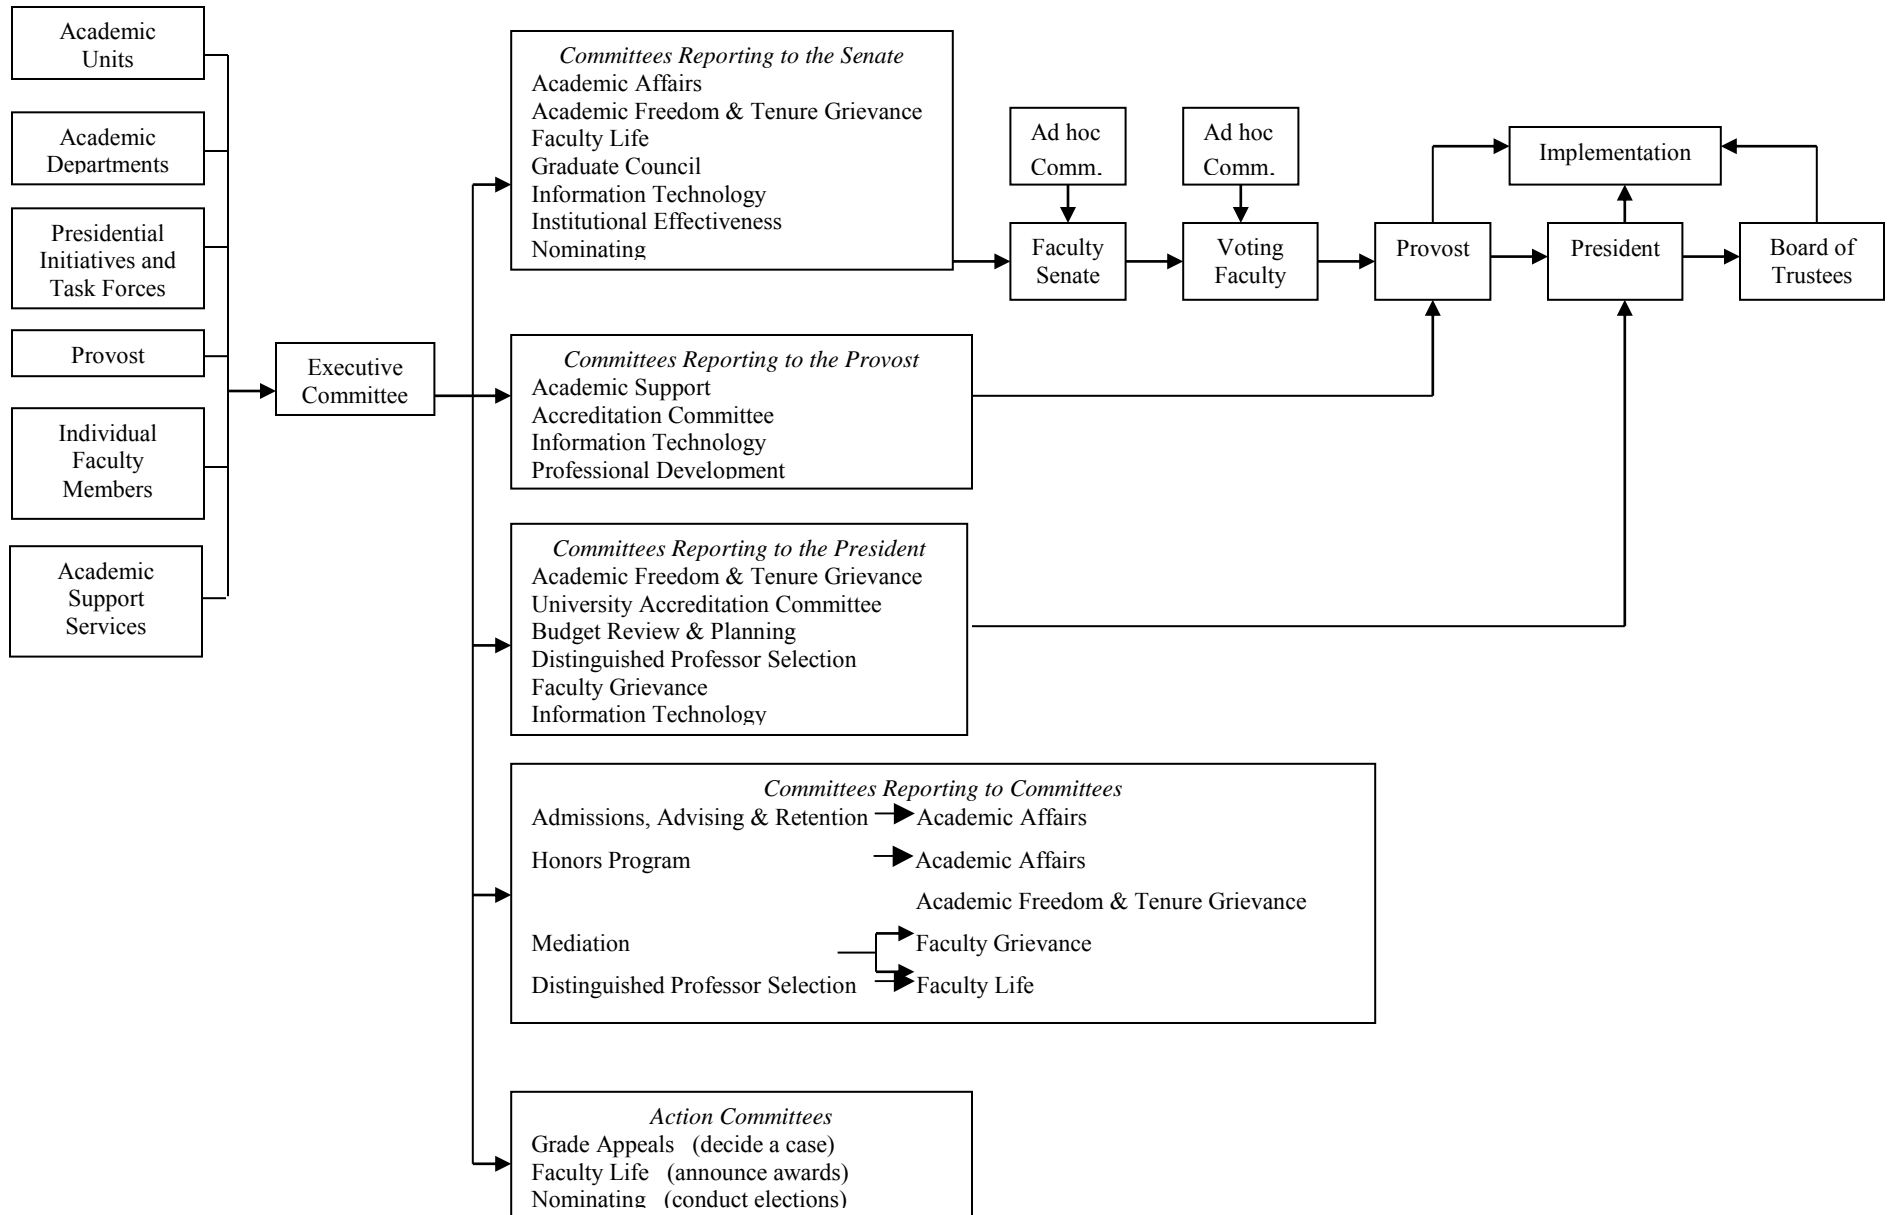 Academic
Units
Academic
Departments
Presidential
Initiatives and
Task Forces
Provost
Individual
Faculty
Members
Academic
Support
Services
Executive
Committee
Committees Reporting to the Senate
Academic Affairs
Academic Freedom & Tenure Grievance
Faculty Life
Graduate Council
Information Technology
Institutional Effectiveness
Nominating
Committees Reporting to the Provost
Academic Support
Accreditation Committee
Information Technology
Professional Development
Committees Reporting to the President
Academic Freedom & Tenure Grievance
University Accreditation Committee
Budget Review & Planning
Distinguished Professor Selection
Faculty Grievance
Information Technology
Committees Reporting to Committees
Admissions, Advising & Retention Academic Affairs
Honors Program Academic Affairs
Academic Freedom & Tenure Grievance
Mediation Faculty Grievance
Distinguished Professor Selection Faculty Life
Action Committees
Grade Appeals (decide a case)
Faculty Life (announce awards)
Nominating (conduct elections)
Ad hoc
Comm.
Ad hoc
Comm.
Implementation
Faculty
Senate
Voting
Faculty
Provost
President
Board of
Trustees